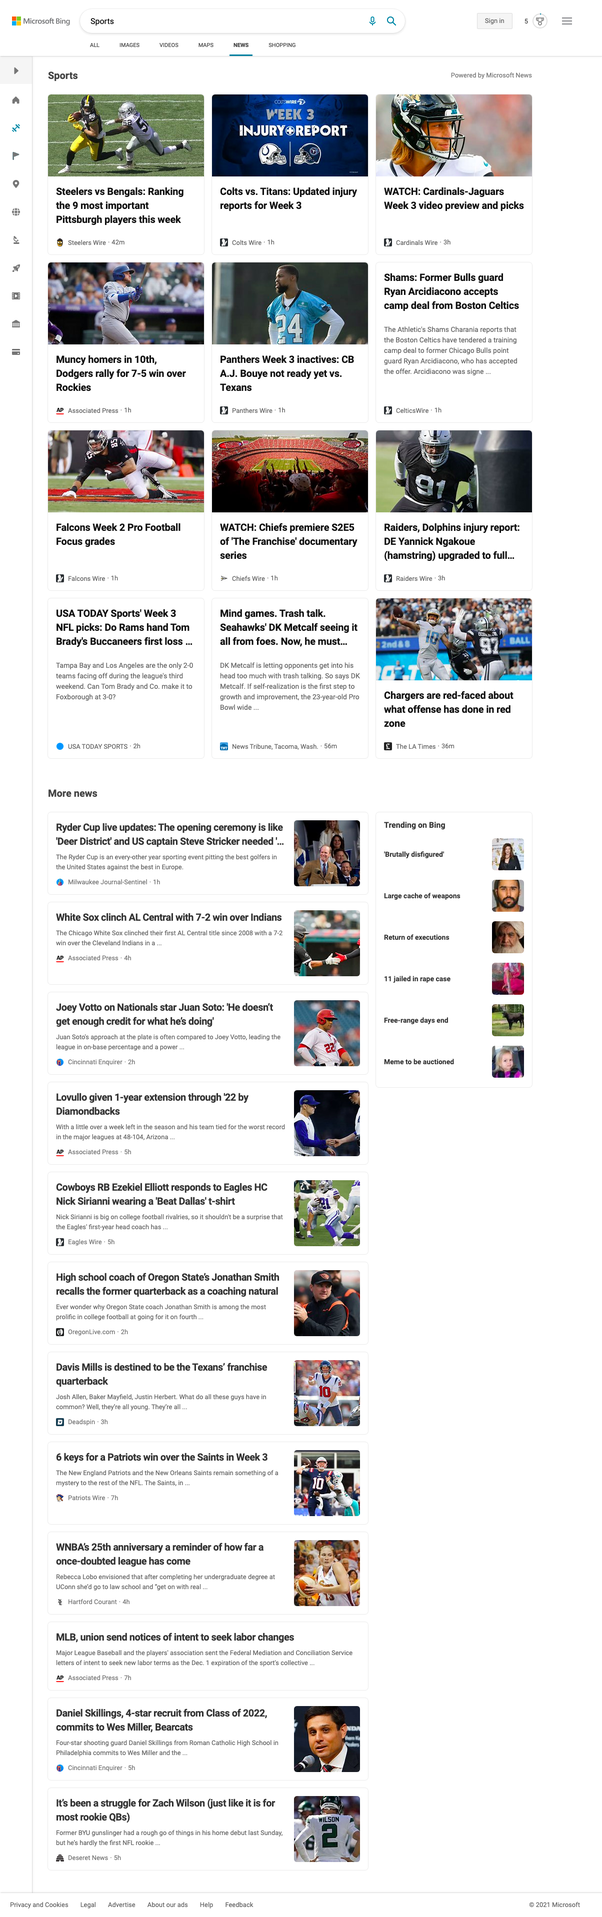 Microsoft Bing
Sports
Sign in
5
ALL
IMAGES
VIDEOS
MAPS
NEWS
SHOPPING
Sports
Powered by Microsoft News
Steelers vs Bengals: Ranking
the 9 most important
Pittsburgh players this week
Steelers Wire · 42m
WEEK 3
INJURY REPORT
Colts vs. Titans: Updated injury
reports for Week 3
Colts Wire · 1h
WATCH: Cardinals-Jaguars
Week 3 video preview and picks
Cardinals Wire · 3h
Muncy homers in 10th,
Dodgers rally for 7-5 win over
Rockies
AP Associated Press · 1h
24
Panthers Week 3 inactives: CB
A.J. Bouye not ready yet vs.
Texans
Panthers Wire · 1h
Shams: Former Bulls guard
Ryan Arcidiacono accepts
camp deal from Boston Celtics
The Athletic's Shams Charania reports that
the Boston Celtics have tendered a training
camp deal to former Chicago Bulls point
guard Ryan Arcidiacono, who has accepted
the offer. Arcidiacono was signe ...
CelticsWire · 1h
Falcons Week 2 Pro Football
Focus grades
Falcons Wire · 1h
WATCH: Chiefs premiere S2E5
of 'The Franchise' documentary
series
Chiefs Wire · 1h
91
Raiders, Dolphins injury report:
DE Yannick Ngakoue
(hamstring) upgraded to full...
Raiders Wire · 3h
USA TODAY Sports' Week 3
NFL picks: Do Rams hand Tom
Brady's Buccaneers first loss ...
Tampa Bay and Los Angeles are the only 2-0
teams facing off during the league's third
weekend. Can Tom Brady and Co. make it to
Foxborough at 3-0?
USA TODAY SPORTS · 2h
Mind games. Trash talk.
Seahawks' DK Metcalf seeing it
all from foes. Now, he must...
DK Metcalf is letting opponents get into his
head too much with trash talking. So says DK
Metcalf. If self-realization is the first step to
growth and improvement, the 23-year-old Pro
Bowl wide ...
News Tribune, Tacoma, Wash. · 56m
2nd & 8
BALL
97
Chargers are red-faced about
what offense has done in red
zone
The LA Times · 36m
More news
Ryder Cup live updates: The opening ceremony is like
'Deer District' and US captain Steve Stricker needed '...
The Ryder Cup is an every-other year sporting event pitting the best golfers in
the United States against the best in Europe.
Milwaukee Journal-Sentinel · 1h
White Sox clinch AL Central with 7-2 win over Indians
The Chicago White Sox clinched their first AL Central title since 2008 with a 7-2
win over the Cleveland Indians in a ...
AP Associated Press · 4h
Joey Votto on Nationals star Juan Soto: 'He doesn't
get enough credit for what he's doing'
Juan Soto's approach at the plate is often compared to Joey Votto, leading the
league in on-base percentage and a power ...
Cincinnati Enquirer · 2h
22
Lovullo given 1-year extension through '22 by
Diamondbacks
With a little over a week left in the season and his team tied for the worst record
in the major leagues at 48-104, Arizona ...
AP Associated Press · 5h
Cowboys RB Ezekiel Elliott responds to Eagles HC
Nick Sirianni wearing a 'Beat Dallas' t-shirt
Nick Sirianni is big on college football rivalries, so it shouldn't be a surprise that
the Eagles' first-year head coach has ...
Eagles Wire · 5h
21
High school coach of Oregon State's Jonathan Smith
recalls the former quarterback as a coaching natural
Ever wonder why Oregon State coach Jonathan Smith is among the most
prolific in college football at going for it on fourth ...
OregonLive.com · 2h
Davis Mills is destined to be the Texans' franchise
quarterback
Josh Allen, Baker Mayfield, Justin Herbert. What do all these guys have in
common? Well, they're all young. They're all ...
Deadspin · 3h
10
6 keys for a Patriots win over the Saints in Week 3
The New England Patriots and the New Orleans Saints remain something of a
mystery to the rest of the NFL. The Saints, in ...
Patriots Wire · 7h
10
WNBA's 25th anniversary a reminder of how far a
once-doubted league has come
Rebecca Lobo envisioned that after completing her undergraduate degree at
UConn she'd go to law school and "get on with real ...
Hartford Courant · 4h
MLB, union send notices of intent to seek labor changes
Major League Baseball and the players' association sent the Federal Mediation and Conciliation Service
letters of intent to seek new labor terms as the Dec. 1 expiration of the sport's collective ...
AP Associated Press · 7h
Daniel Skillings, 4-star recruit from Class of 2022,
commits to Wes Miller, Bearcats
Four-star shooting guard Daniel Skillings from Roman Catholic High School in
Philadelphia commits to Wes Miller and the ...
Cincinnati Enquirer · 5h
It's been a struggle for Zach Wilson (just like it is for
most rookie QBs)
Former BYU gunslinger had a rough go of things in his home debut last Sunday,
but he's hardly the first NFL rookie ...
Deseret News · 5h
WILSON
2
Trending on Bing
'Brutally disfigured'
Large cache of weapons
Return of executions
11 jailed in rape case
Free-range days end
Meme to be auctioned
Privacy and Cookies
Legal
Advertise
About our ads
Help
Feedback
© 2021 Microsoft